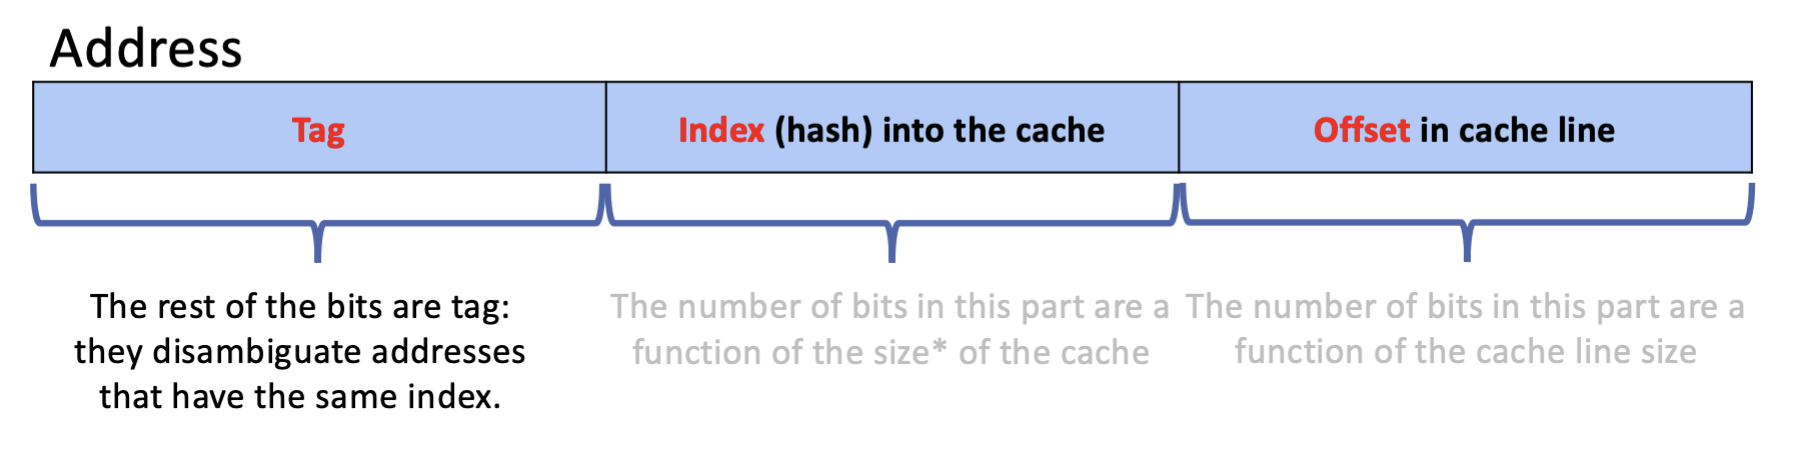 Address
Tag
Index (hash) into the cache
Offset in cache line
The rest of the bits are tag:
they disambiguate addresses
that have the same index.
The number of bits in this part are a
function of the size* of the cache
The number of bits in this part are a
function of the cache line size